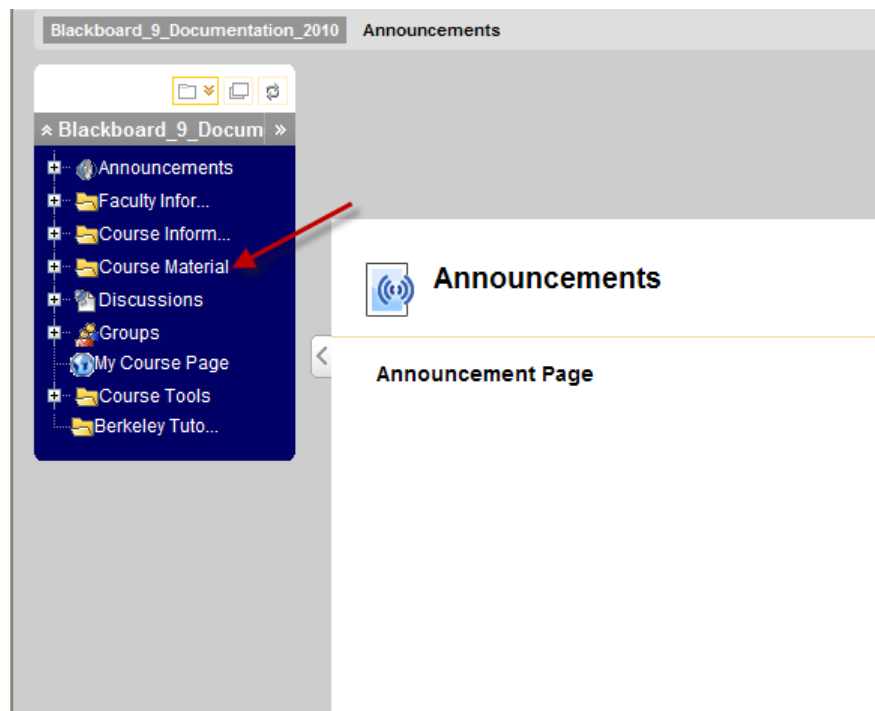 Blackboard_9_Documentation_2010 Announcements
Blackboard_9_Docum
Announcements
Faculty Infor...
Course Inform...
Course Material
Discussions
Groups
My Course Page
Course Tools
Berkeley Tuto...
Announcements
Announcement Page